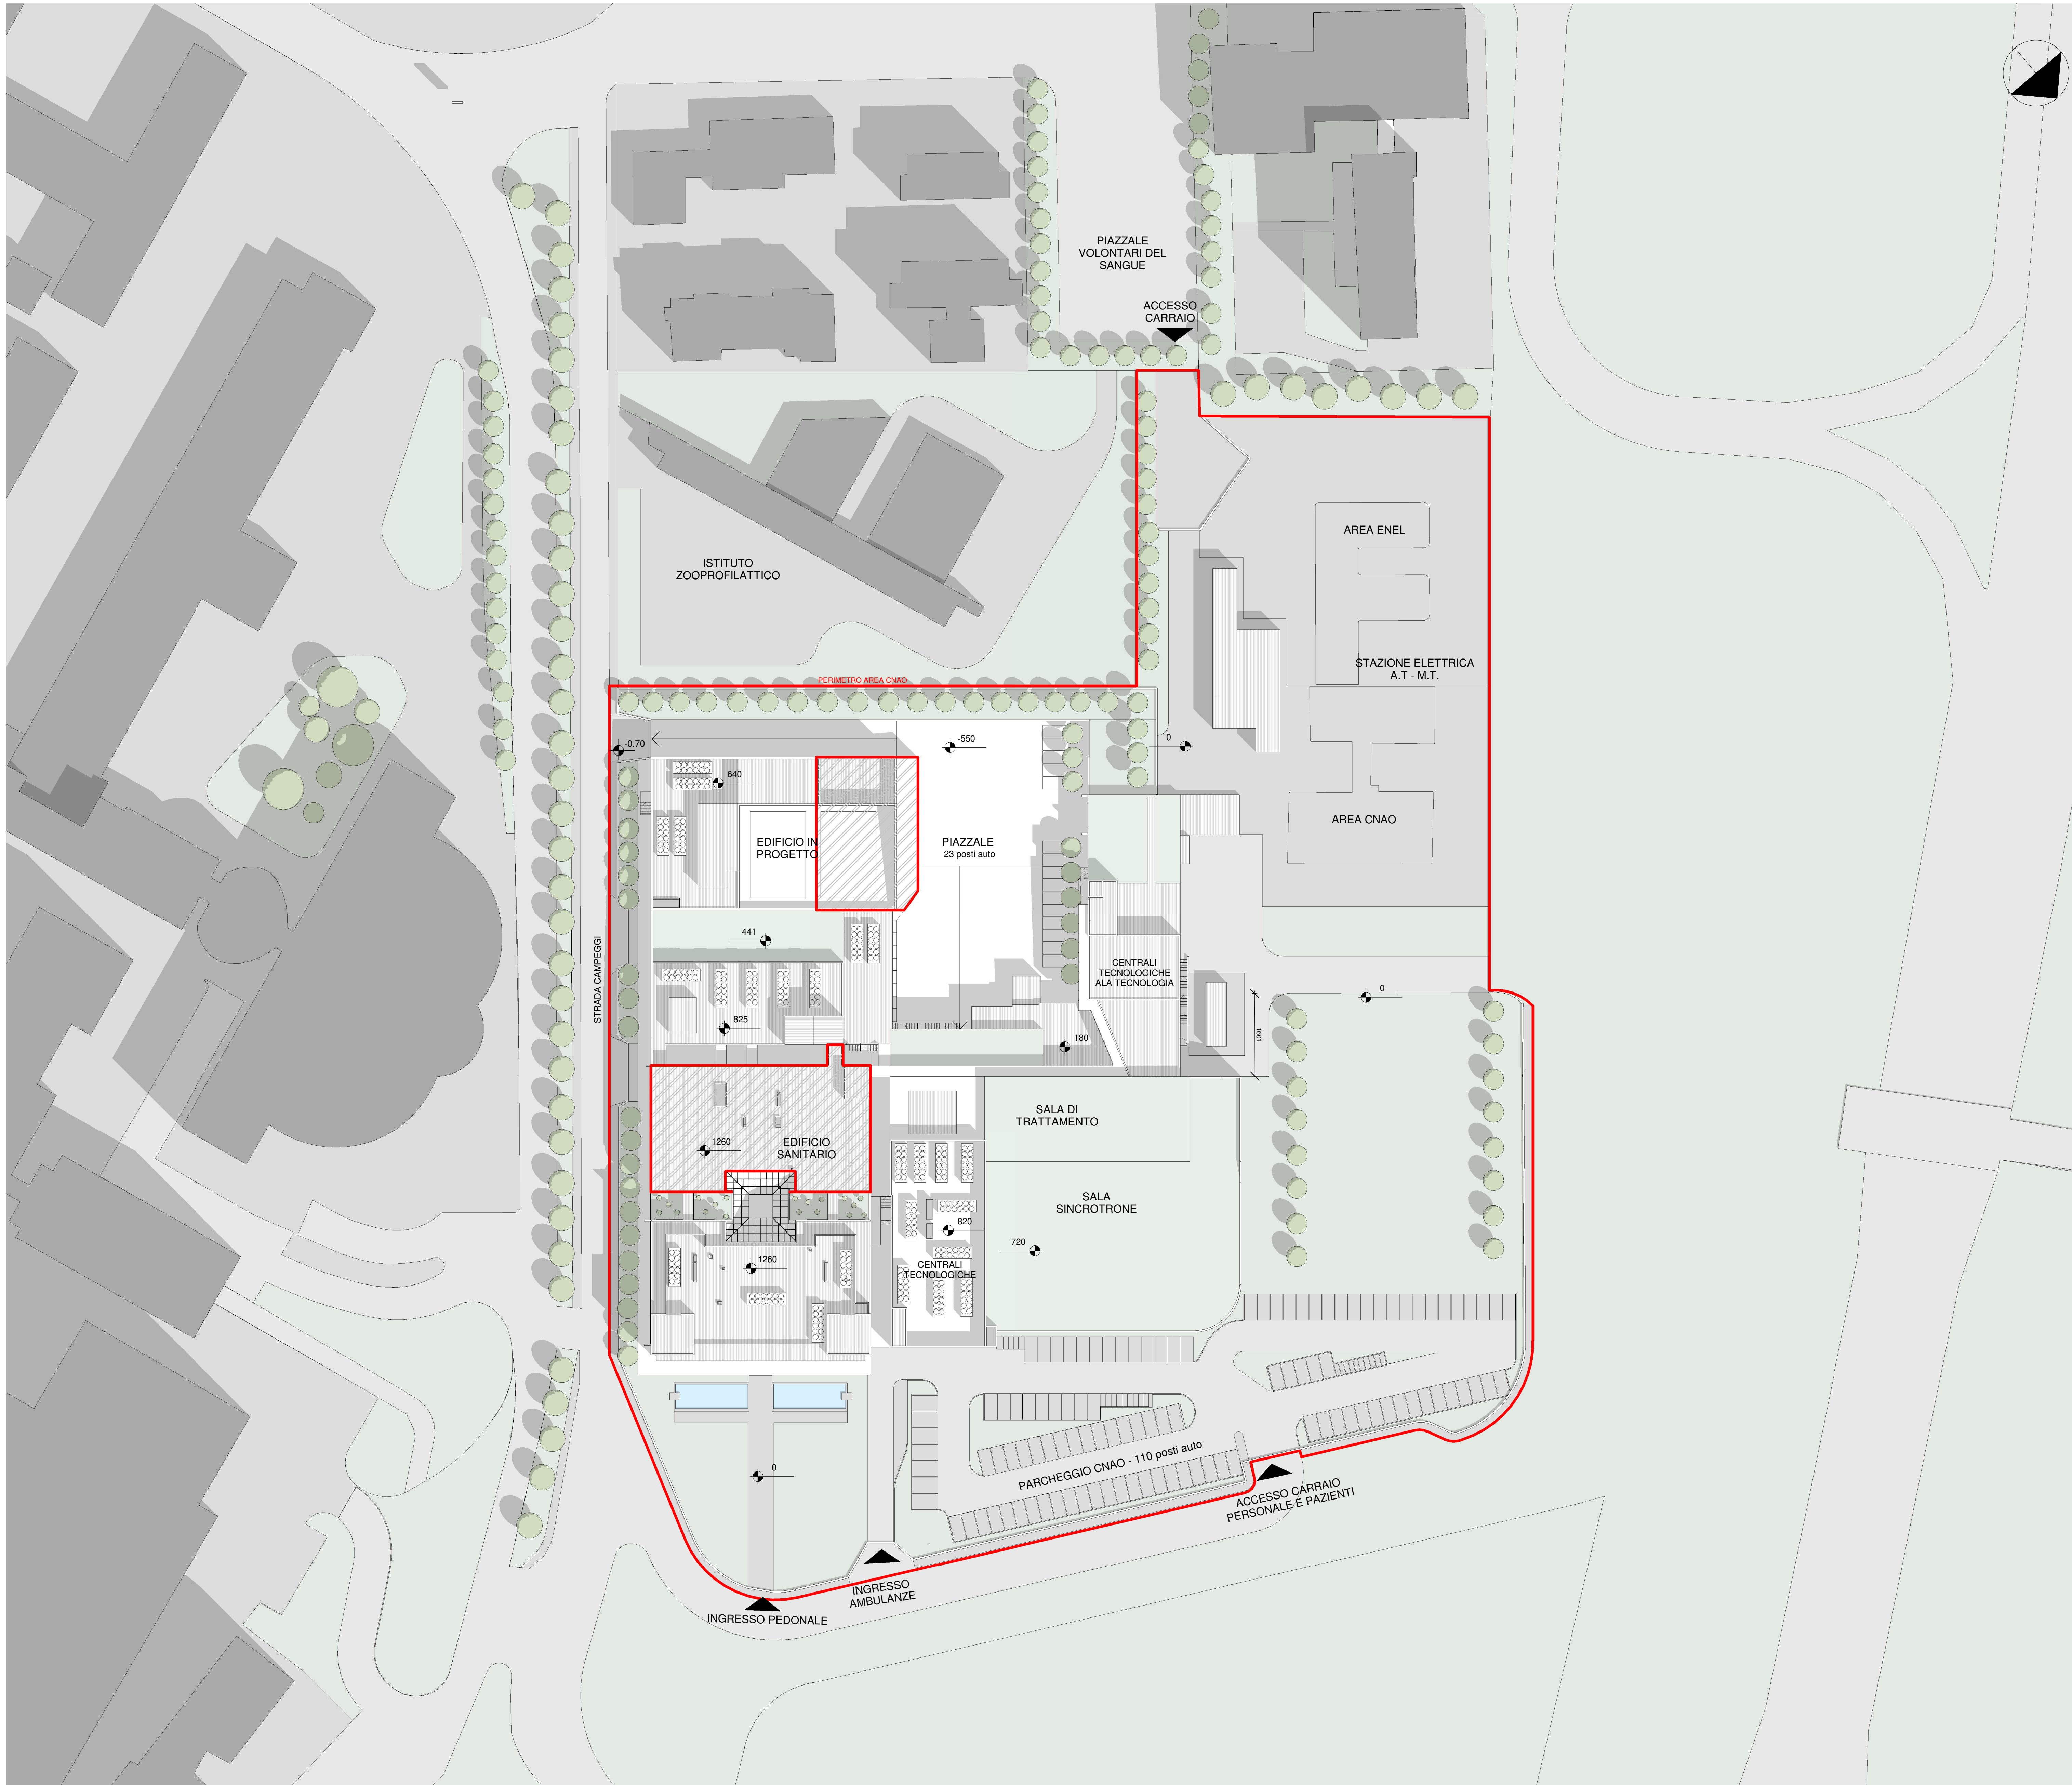 PIAZZALE
VOLONTARI DEL
SANGUE
ACCESSO
CARRAIO
AREA ENEL
ISTITUTO
ZOOPROFILATTICO
STAZIONE ELETTRICA
A.T - M.T.
PERIMETRO AREA CNAO
-0.70
-550
0
640
EDIFICIO IN
PROGETTO
PIAZZALE
23 posti auto
AREA CNAO
441
STRADA CAMPEGGI
CENTRALI
TECNOLOGICHE
ALA TECNOLOGIA
0
825
180
1601
SALA DI
TRATTAMENTO
1260
EDIFICIO
SANITARIO
SALA
SINCROTRONE
820
720
1260
CENTRALI
TECNOLOGICHE
PARCHEGGIO CNAO - 110 posti auto
0
ACCESSO CARRAIO
PERSONALE E PAZIENTI
INGRESSO
AMBULANZE
INGRESSO PEDONALE